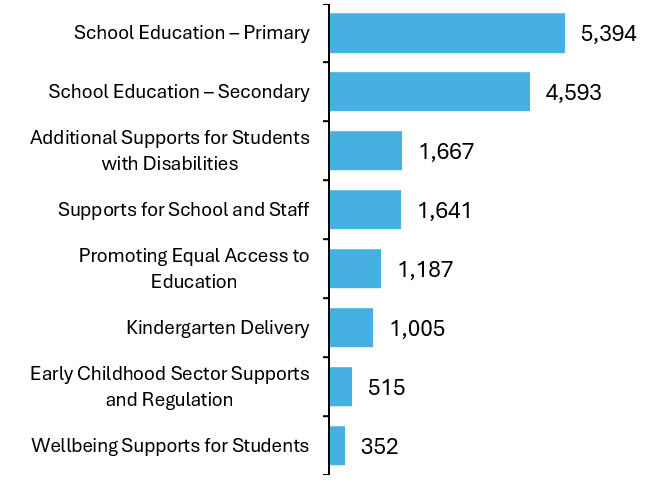 School Education – Primary
5,394
School Education – Secondary
4,593
Additional Supports for Students
with Disabilities
1,667
Supports for School and Staff
1,641
Promoting Equal Access to
Education
1,187
Kindergarten Delivery
1,005
Early Childhood Sector Supports
and Regulation
515
Wellbeing Supports for Students
352